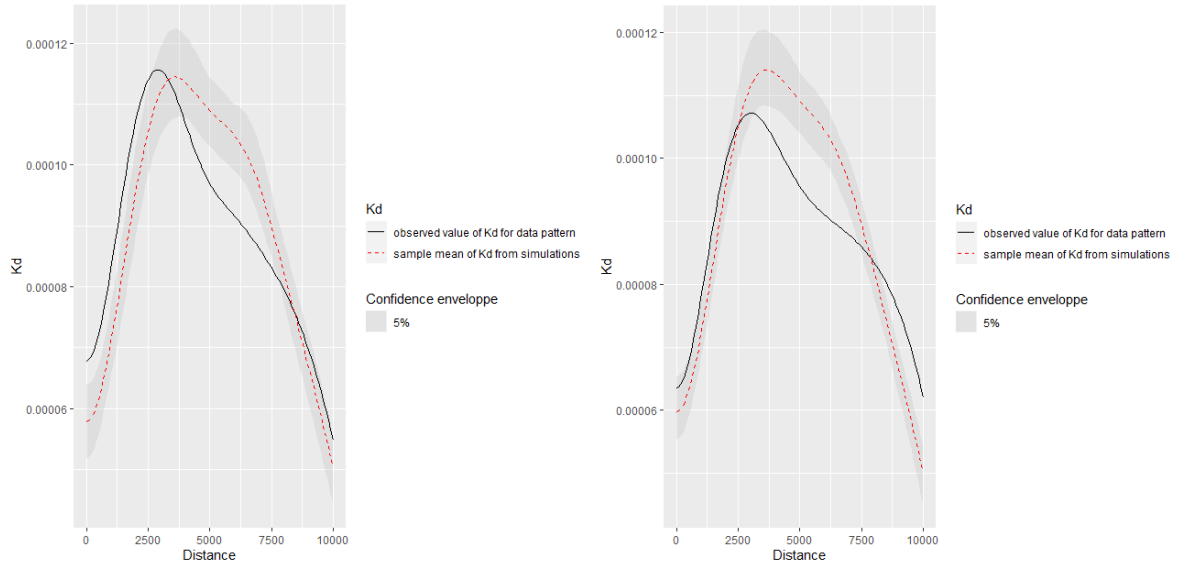 0.00012
0.00010
0.00008
0.00006
Kd
0
2500
5000
7500
10000
Distance
Kd
observed value of Kd for data pattern
sample mean of Kd from simulations
Confidence enveloppe
5%
0.00012
0.00010
0.00008
0.00006
Kd
0
2500
5000
7500
10000
Distance
Kd
observed value of Kd for data pattern
sample mean of Kd from simulations
Confidence enveloppe
5%